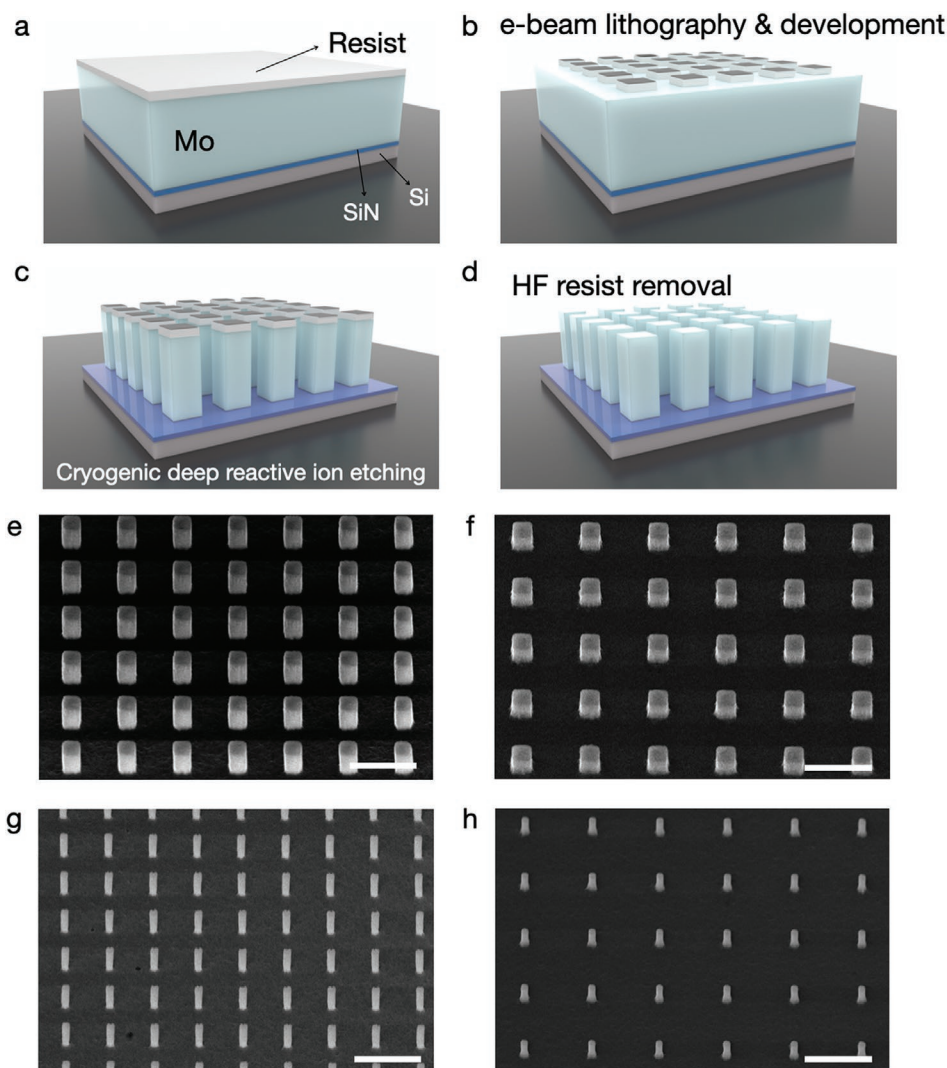 a
Resist
Mo
SiN
Si
b
e-beam lithography & development
c
Cryogenic deep reactive ion etching
d
HF resist removal
e
f
g
h